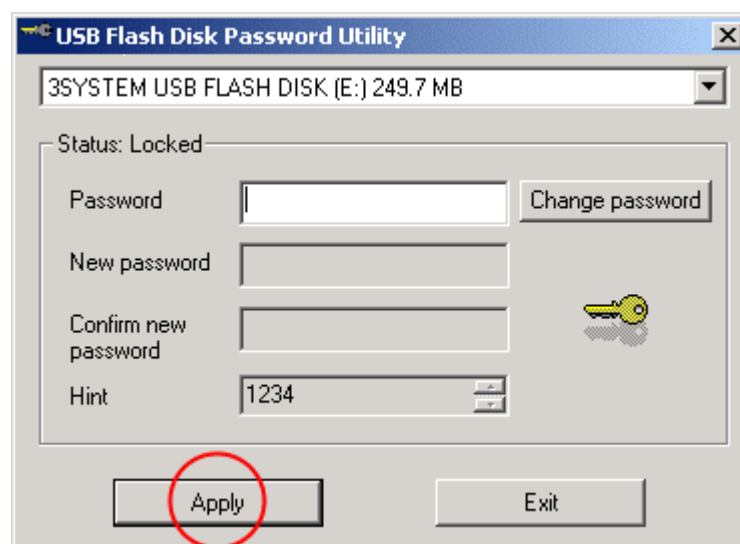 USB Flash Disk Password Utility
3SYSTEM USB FLASH DISK (E:) 249.7 MB
Status: Locked
Password
Change password
New password
Confirm new
password
Hint
1234
Apply
Exit